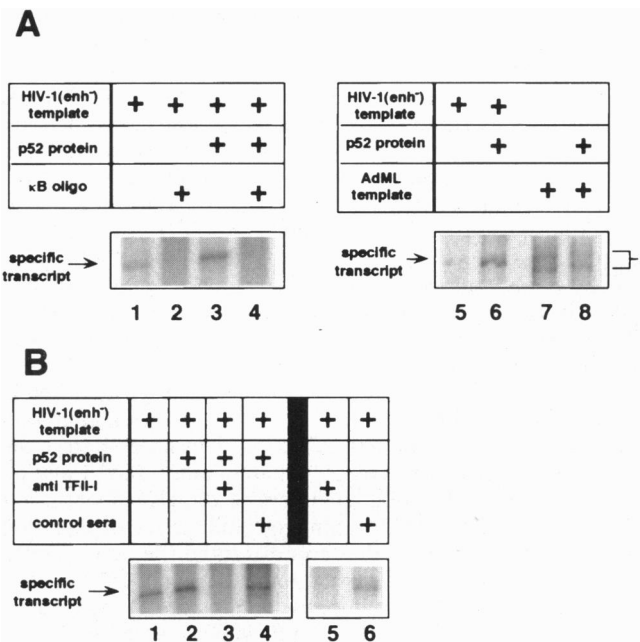 A
HIV-1(enh⁻) template + + + +
p52 protein + +
κB oligo + +
specific transcript →
1 2 3 4
HIV-1(enh⁻) template + +
p52 protein + +
AdML template + +
specific transcript →
5 6 7 8
B
HIV-1(enh⁻) template + + + + + +
p52 protein + + +
anti TFII-I + +
control sera + +
specific transcript →
1 2 3 4 5 6